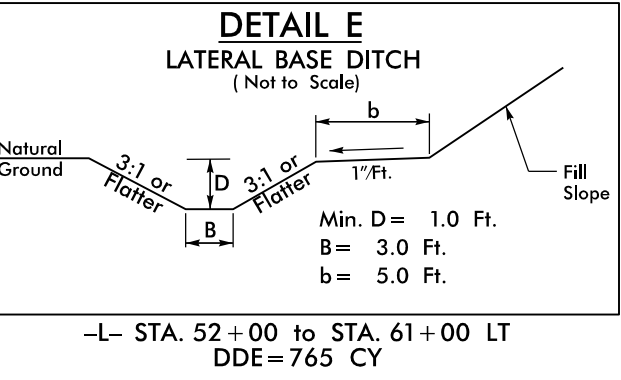 DETAIL E
LATERAL BASE DITCH
( Not to Scale)
b
Natural
Ground
3:1 or
Flatter
D
3:1 or
Flatter
1"/Ft.
Fill
Slope
B
Min. D= 1.0 Ft.
B= 3.0 Ft.
b= 5.0 Ft.
–L– STA. 52+00 to STA. 61+00 LT
DDE=765 CY